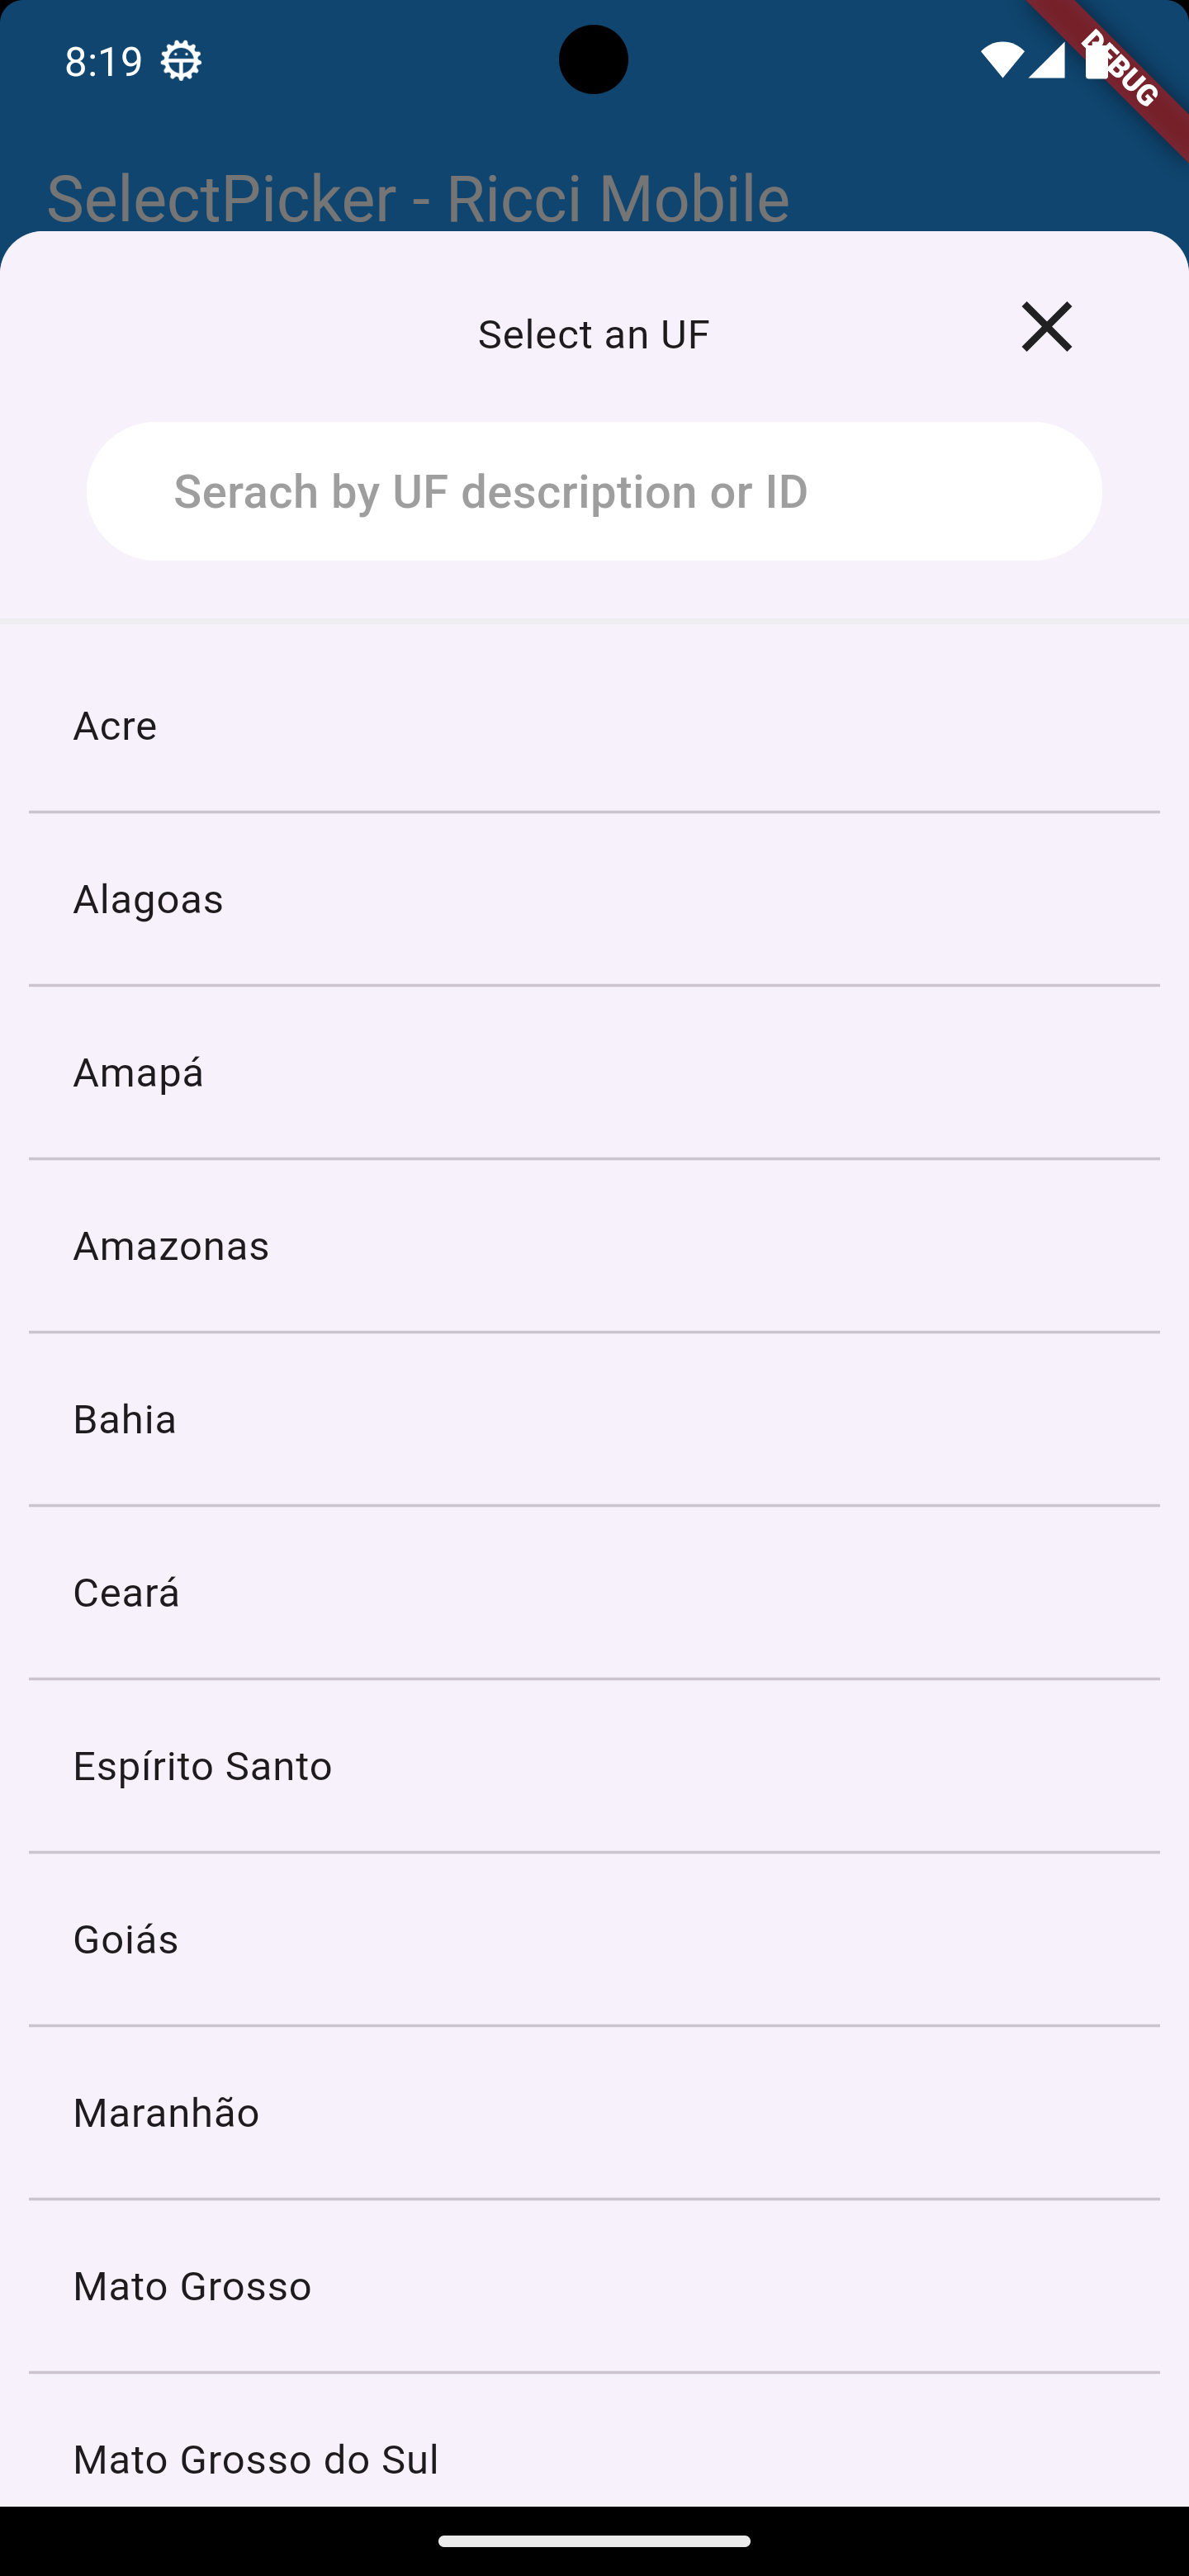 8:19
DEBUG
SelectPicker - Ricci Mobile
Select an UF
Serach by UF description or ID
Acre
Alagoas
Amapá
Amazonas
Bahia
Ceará
Espírito Santo
Goiás
Maranhão
Mato Grosso
Mato Grosso do Sul